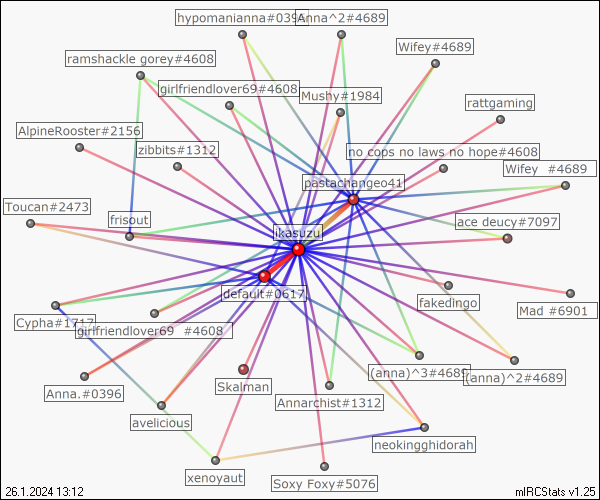 hypomanianna#039
Anna^2#4689
Wifey#4689
ramshackle gorey#4608
girlfriendlover69#4608
Mushy#1984
rattgaming
AlpineRooster#2156
zibbits#1312
no cops no laws no hope#4608
Wifey #4689
pastachangeo41
Toucan#2473
frisout
ace deucy#7097
ikasuzu
default#0617
fakedingo
Mad #6901
Cypha#1717
girlfriendlover69 #4608
(anna)^3#4689
(anna)^2#4689
Anna.#0396
Skalman
Annarchist#1312
avelicious
neokingghidorah
xenoyaut
Soxy Foxy#5076
26.1.2024 13:12
mIRCStats v1.25